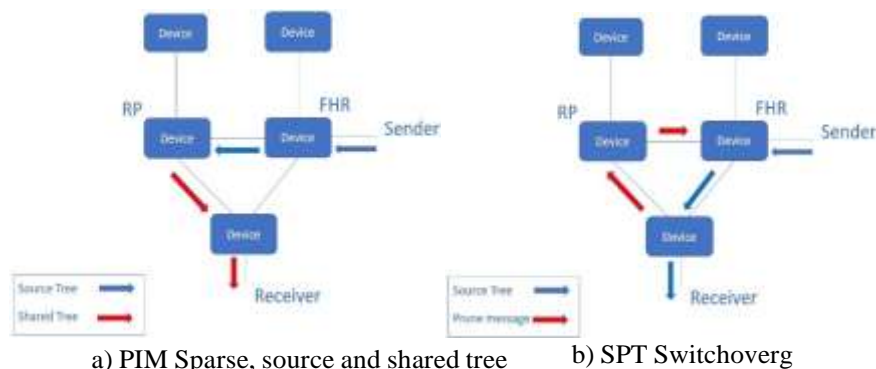 Device Device
RP FHR
Device Device Sender
Device
Source Tree
Shared Tree
Receiver
a) PIM Sparse, source and shared tree
Device Device
RP FHR
Device Device Sender
Device
Source Tree
Prune message
Receiver
b) SPT Switchoverg